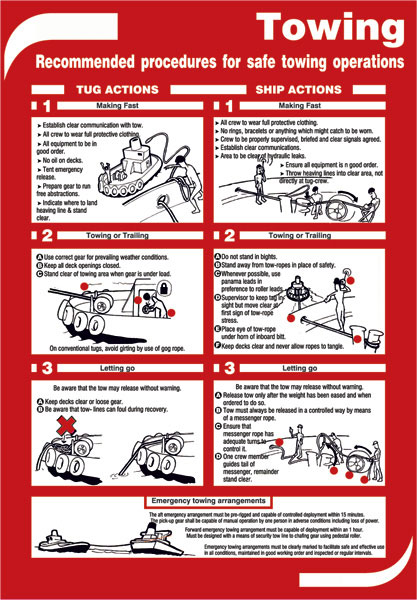 Towing
Recommended procedures for safe towing operations
TUG ACTIONS
1
Making Fast
➤ Establish clear communication with tow.
➤ All crew to wear full protective clothing
➤ All equipment to be in
good order.
➤ No oil on decks.
➤ Tent emergency
release.
➤ Prepare gear to run
free abstractions.
➤ Indicate where to land
heaving line & stand
clear.
2
Towing or Trailing
A Use correct gear for prevailing weather conditions.
B Keep all deck openings closed.
C Stand clear of towing area when gear is under load.
On conventional tugs, avoid girting by use of gog rope.
3
Letting go
Be aware that the tow may release without warning.
A Keep decks clear or loose gear.
B Be aware that tow- lines can foul during recovery.
SHIP ACTIONS
1
Making Fast
➤ All crew to wear full protective clothing.
➤ No rings, bracelets or anything which might catch to be worn.
➤ Crew to be properly supervised, briefed and clear signals agreed.
➤ Establish clear communications.
➤ Area to be clear of hydraulic leaks.
➤ Ensure all equipment is n good order.
➤ Throw heaving lines into clear area, not
directly at tug-crew.
2
Towing or Trailing
A Do not stand in bights.
B Stand away from tow-ropes in place of safety.
C Whenever possible, use
panama leads in
preference to roller leads
D Supervisor to keep tag in
sight but move clear at
first sign of tow-rope
stress.
E Place eye of tow-rope
under horn of inboard bitt.
F Keep decks clear and never allow ropes to tangle.
3
Letting go
Be aware that the tow may release without warning.
A Release tow only after the weight has been eased and when
ordered to do so.
B Tow must always be released in a controlled way by means
of a messenger rope.
C Ensure that
messenger rope has
adequate turns to
control it.
D One crew member
guides tail of
messenger, remainder
stand clear.
Emergency towing arrangements
The aft emergency arrangement must be pre-rigged and capable of controlled deployment within 15 minutes.
The pick-up gear shall be capable of manual operation by one person in adverse conditions including loss of power.
Forward emergency towing arrangement must be capable of deployment within an 1 hour.
Must be designed with a means of security tow line to chafing gear using pedestal roller.
Emergency towing arrangements must be clearly marked to facilitate safe and effective use
in all conditions, maintained in good working order and inspected or regular intervals.